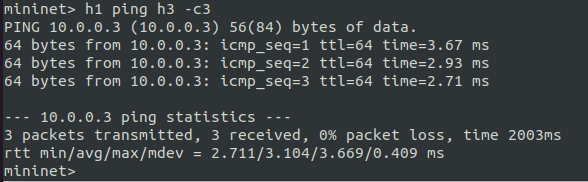 mininet> h1 ping h3 -c3
PING 10.0.0.3 (10.0.0.3) 56(84) bytes of data.
64 bytes from 10.0.0.3: icmp_seq=1 ttl=64 time=3.67 ms
64 bytes from 10.0.0.3: icmp_seq=2 ttl=64 time=2.93 ms
64 bytes from 10.0.0.3: icmp_seq=3 ttl=64 time=2.71 ms

--- 10.0.0.3 ping statistics ---
3 packets transmitted, 3 received, 0% packet loss, time 2003ms
rtt min/avg/max/mdev = 2.711/3.104/3.669/0.409 ms
mininet>